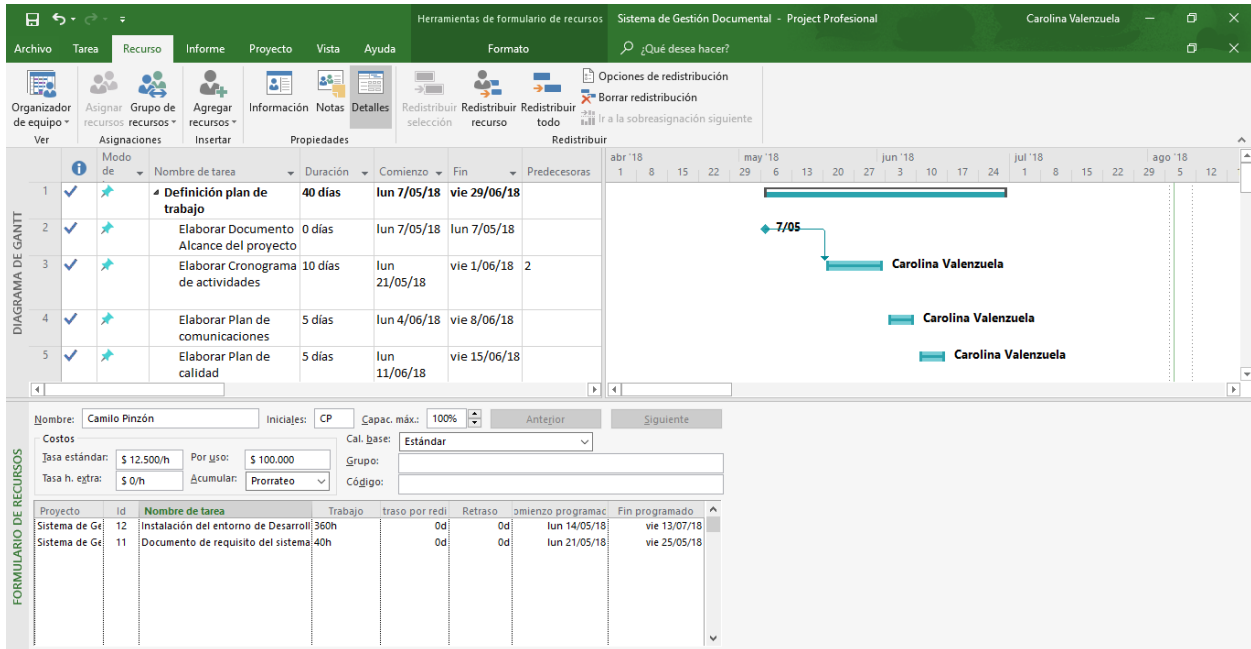 Herramientas de formulario de recursos Sistema de Gestión Documental - Project Profesional Carolina Valenzuela
Archivo Tarea Recurso Informe Proyecto Vista Ayuda Formato ¿Qué desea hacer?
Organizador de equipo
Asignar recursos
Grupo de recursos
Agregar recursos
Información
Notas
Detalles
Redistribuir selección
Redistribuir recurso
Redistribuir todo
Opciones de redistribución
Borrar redistribución
Ir a la sobreasignación siguiente
Ver Asignaciones Insertar Propiedades Redistribuir
DIAGRAMA DE GANTT
Modo de Nombre de tarea Duración Comienzo Fin Predecesoras
abr '18 may '18 jun '18 jul '18 ago '18
1 8 15 22 29 6 13 20 27 3 10 17 24 1 8 15 22 29 5 12
1 Definición plan de trabajo 40 días lun 7/05/18 vie 29/06/18
2 Elaborar Documento Alcance del proyecto 0 días lun 7/05/18 lun 7/05/18
7/05
3 Elaborar Cronograma de actividades 10 días lun 21/05/18 vie 1/06/18 2
Carolina Valenzuela
4 Elaborar Plan de comunicaciones 5 días lun 4/06/18 vie 8/06/18
Carolina Valenzuela
5 Elaborar Plan de calidad 5 días lun 11/06/18 vie 15/06/18
Carolina Valenzuela
FORMULARIO DE RECURSOS
Nombre: Camilo Pinzón Iniciales: CP Capac. máx.: 100% Anterior Siguiente
Costos
Tasa estándar: $ 12.500/h Por uso: $ 100.000
Tasa h. extra: $ 0/h Acumular: Prorrateo
Cal. base: Estándar
Grupo:
Código:
Proyecto Id Nombre de tarea Trabajo traso por redi Retraso omienzo programac Fin programado
Sistema de Ge 12 Instalación del entorno de Desarroll 360h 0d 0d lun 14/05/18 vie 13/07/18
Sistema de Ge 11 Documento de requisito del sistema 40h 0d 0d lun 21/05/18 vie 25/05/18